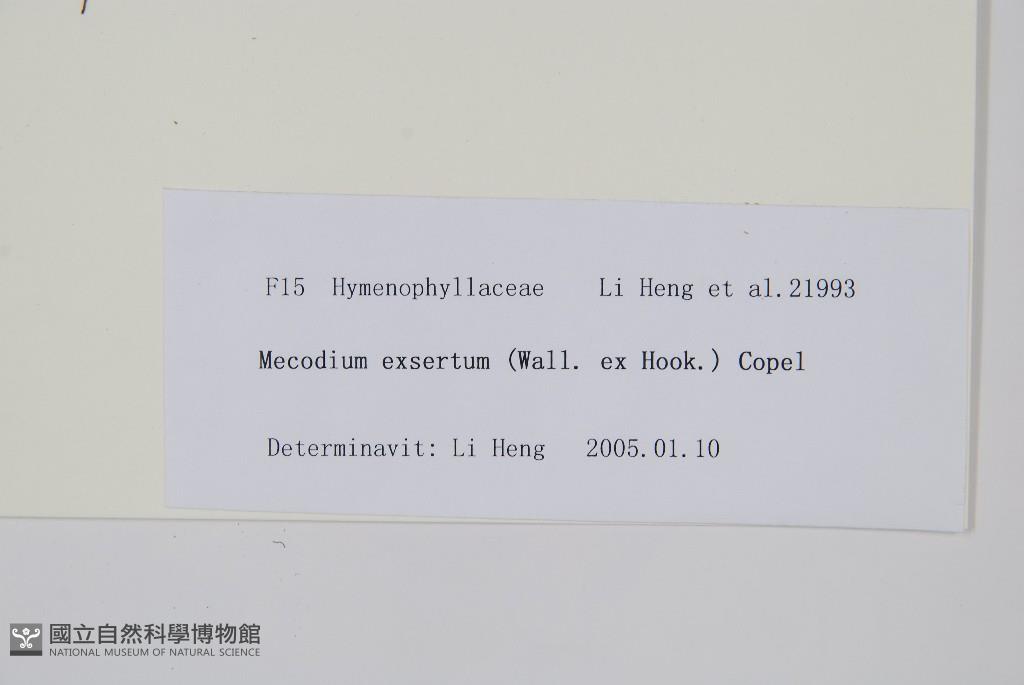 F15 Hymenophyllaceae Li Heng et al.21993
Mecodium exsertum (Wall. ex Hook.) Copel
Determinavit: Li Heng 2005.01.10
國立自然科學博物館
NATIONAL MUSEUM OF NATURAL SCIENCE